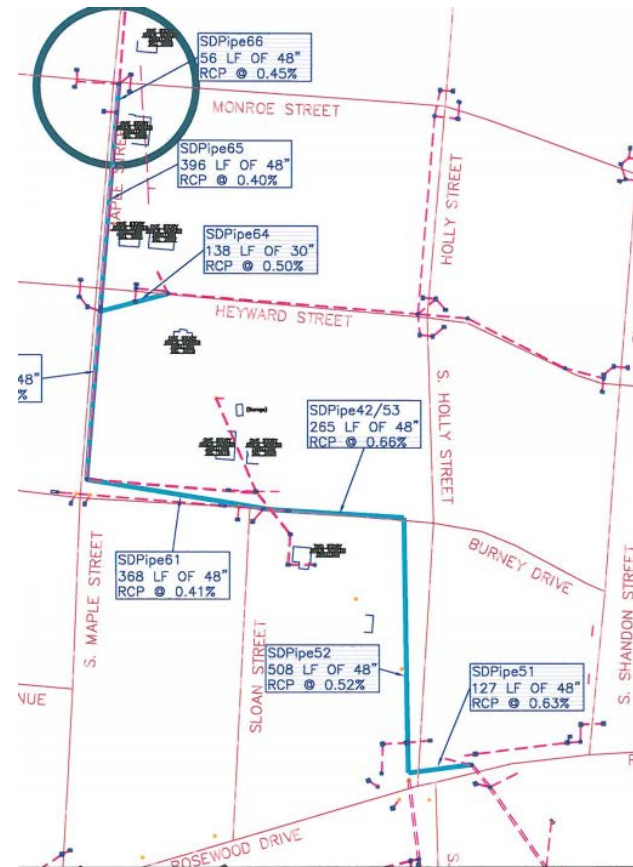 SDPipe66
56 LF OF 48"
RCP @ 0.45%
MONROE STREET
SDPipe65
396 LF OF 48"
RCP @ 0.40%
APLE STREET
HOLLY STREET
SDPipe64
138 LF OF 30"
RCP @ 0.50%
HEYWARD STREET
48"
%
S. HOLLY STREET
SDPipe42/53
265 LF OF 48"
RCP @ 0.66%
BURNEY DRIVE
SDPipe61
368 LF OF 48"
RCP @ 0.41%
S. MAPLE STREET
SLOAN STREET
SDPipe52
508 LF OF 48"
RCP @ 0.52%
SDPipe51
127 LF OF 48"
RCP @ 0.63%
S. SHANDON STREET
NUE
ROSEWOOD DRIVE
S.